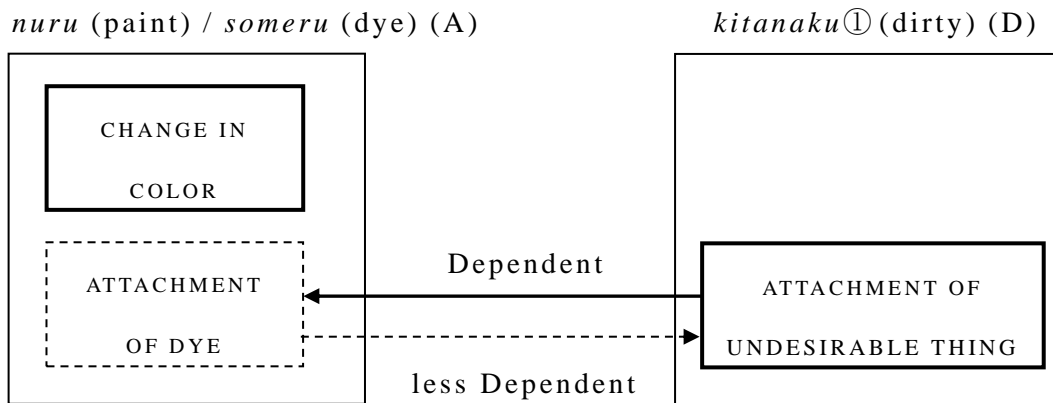 nuru (paint) / someru (dye) (A)
kitanaku① (dirty) (D)
CHANGE IN
COLOR
ATTACHMENT
OF DYE
Dependent
less Dependent
ATTACHMENT OF
UNDESIRABLE THING